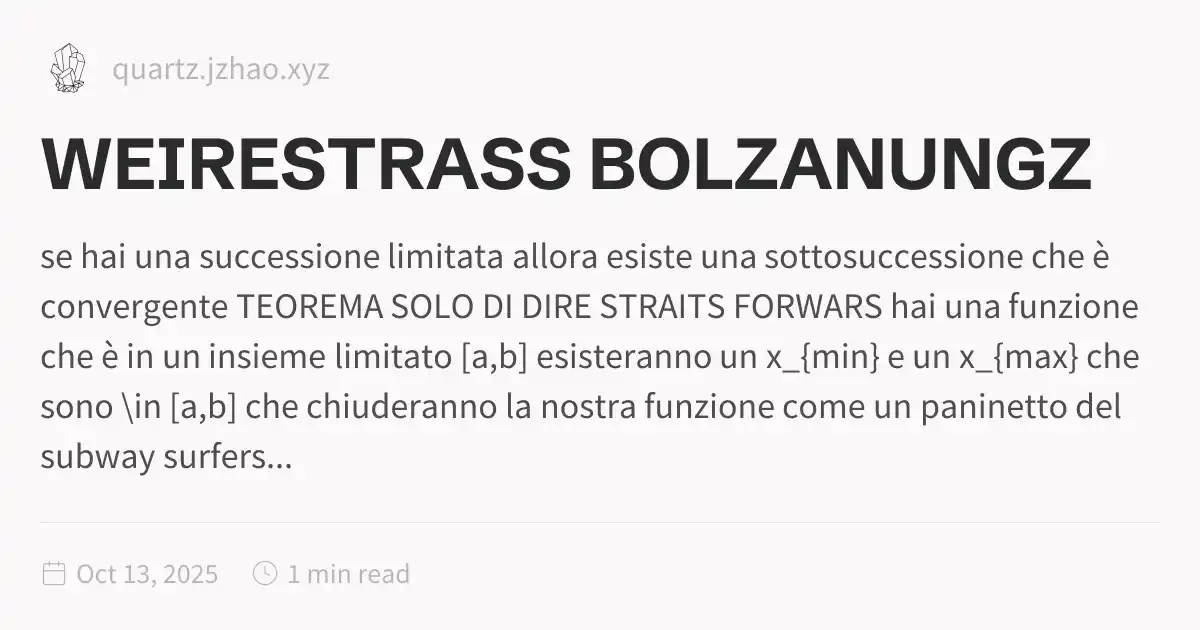 quartz.jzhao.xyz
WEIRESTRASS BOLZANUNGZ
se hai una successione limitata allora esiste una sottosuccessione che è
convergente TEOREMA SOLO DI DIRE STRAITS FORWARS hai una funzione
che è in un insieme limitato [a,b] esisteranno un x_{min} e un x_{max} che
sono \in [a,b] che chiuderanno la nostra funzione come un paninetto del
subway surfers...
Oct 13, 2025 1 min read